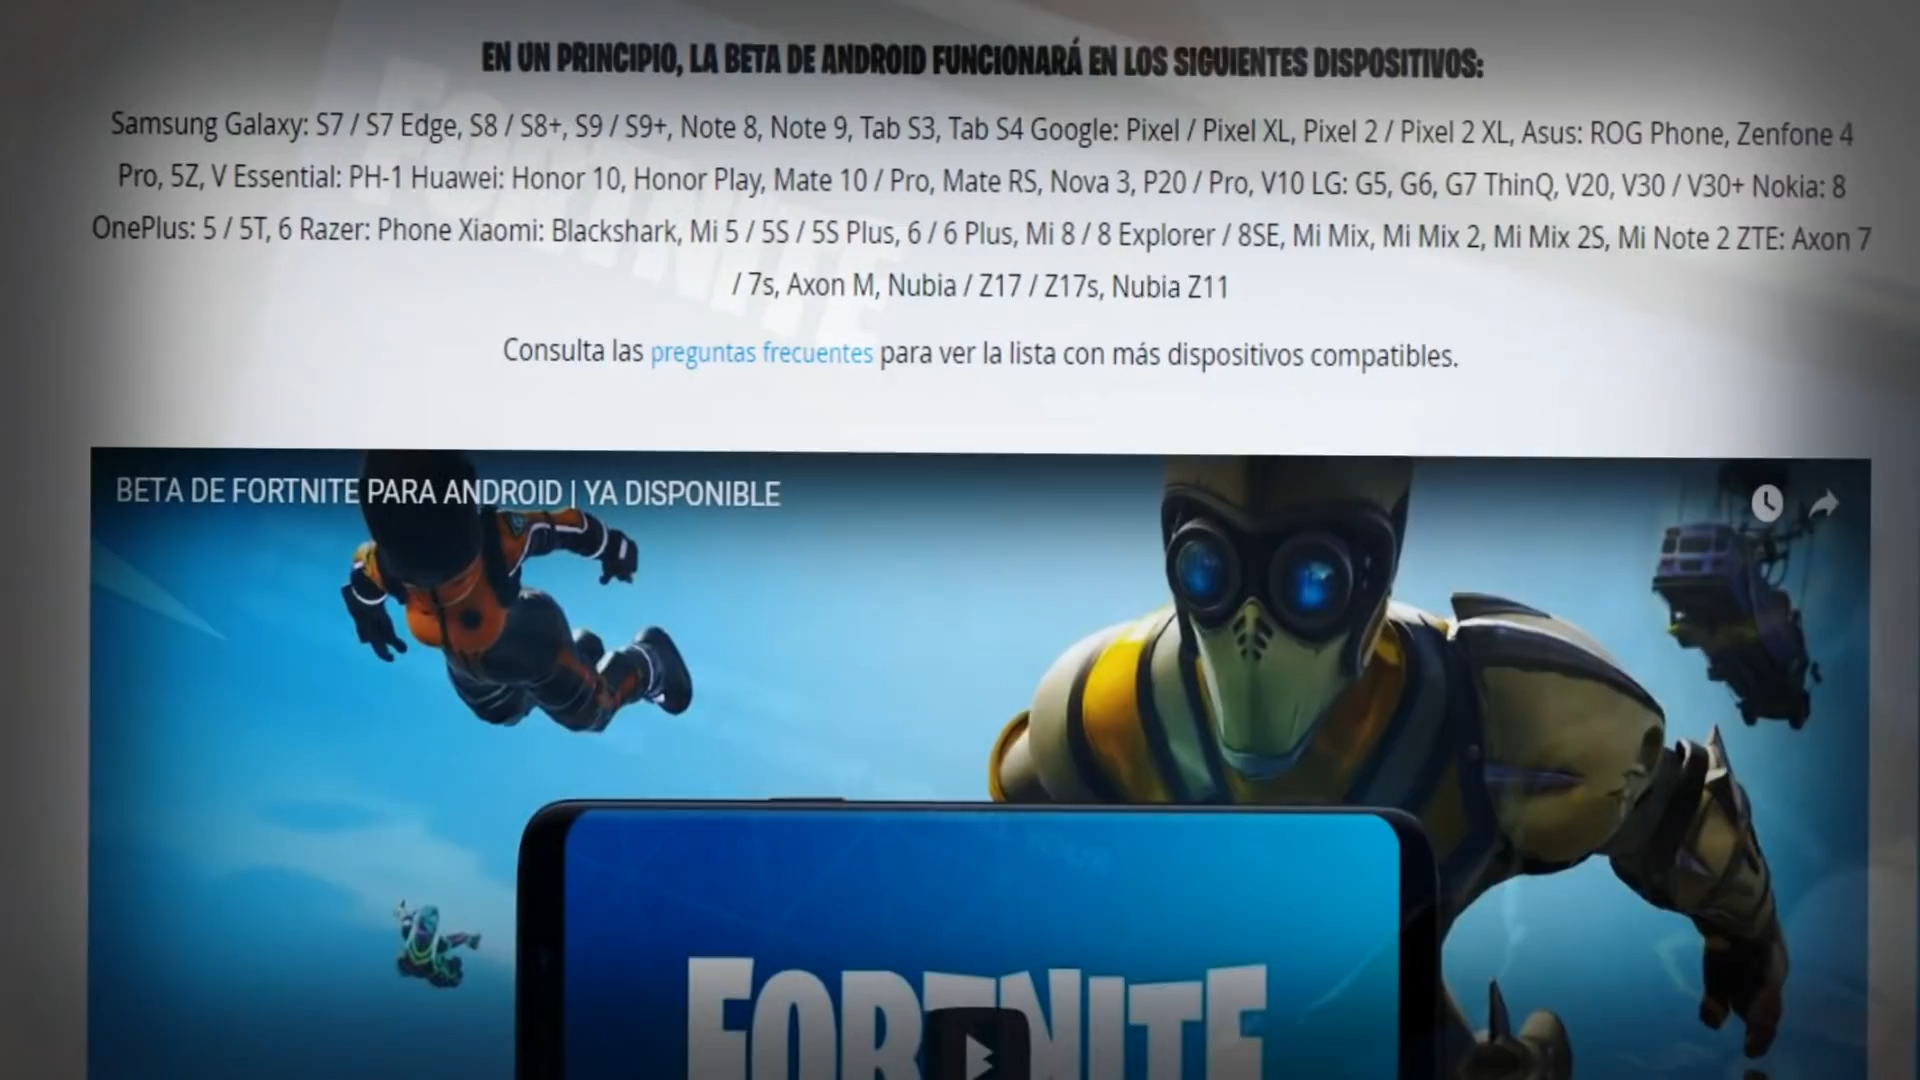 EN UN PRINCIPIO, LA BETA DE ANDROID FUNCIONARÁ EN LOS SIGUIENTES DISPOSITIVOS:
Samsung Galaxy: S7 / S7 Edge, S8 / S8+, S9 / S9+, Note 8, Note 9, Tab S3, Tab S4 Google: Pixel / Pixel XL, Pixel 2 / Pixel 2 XL, Asus: ROG Phone, Zenfone 4
Pro, 5Z, V Essential: PH-1 Huawei: Honor 10, Honor Play, Mate 10 / Pro, Mate RS, Nova 3, P20 / Pro, V10 LG: G5, G6, G7 ThinQ, V20, V30 / V30+ Nokia: 8
OnePlus: 5 / 5T, 6 Razer: Phone Xiaomi: Blackshark, Mi 5 / 5S / 5S Plus, 6 / 6 Plus, Mi 8 / 8 Explorer / 8SE, Mi Mix, Mi Mix 2, Mi Mix 2S, Mi Note 2 ZTE: Axon 7
/ 7s, Axon M, Nubia / Z17 / Z17s, Nubia Z11
Consulta las preguntas frecuentes para ver la lista con más dispositivos compatibles.
BETA DE FORTNITE PARA ANDROID | YA DISPONIBLE
FORTNITE
FORTNITE